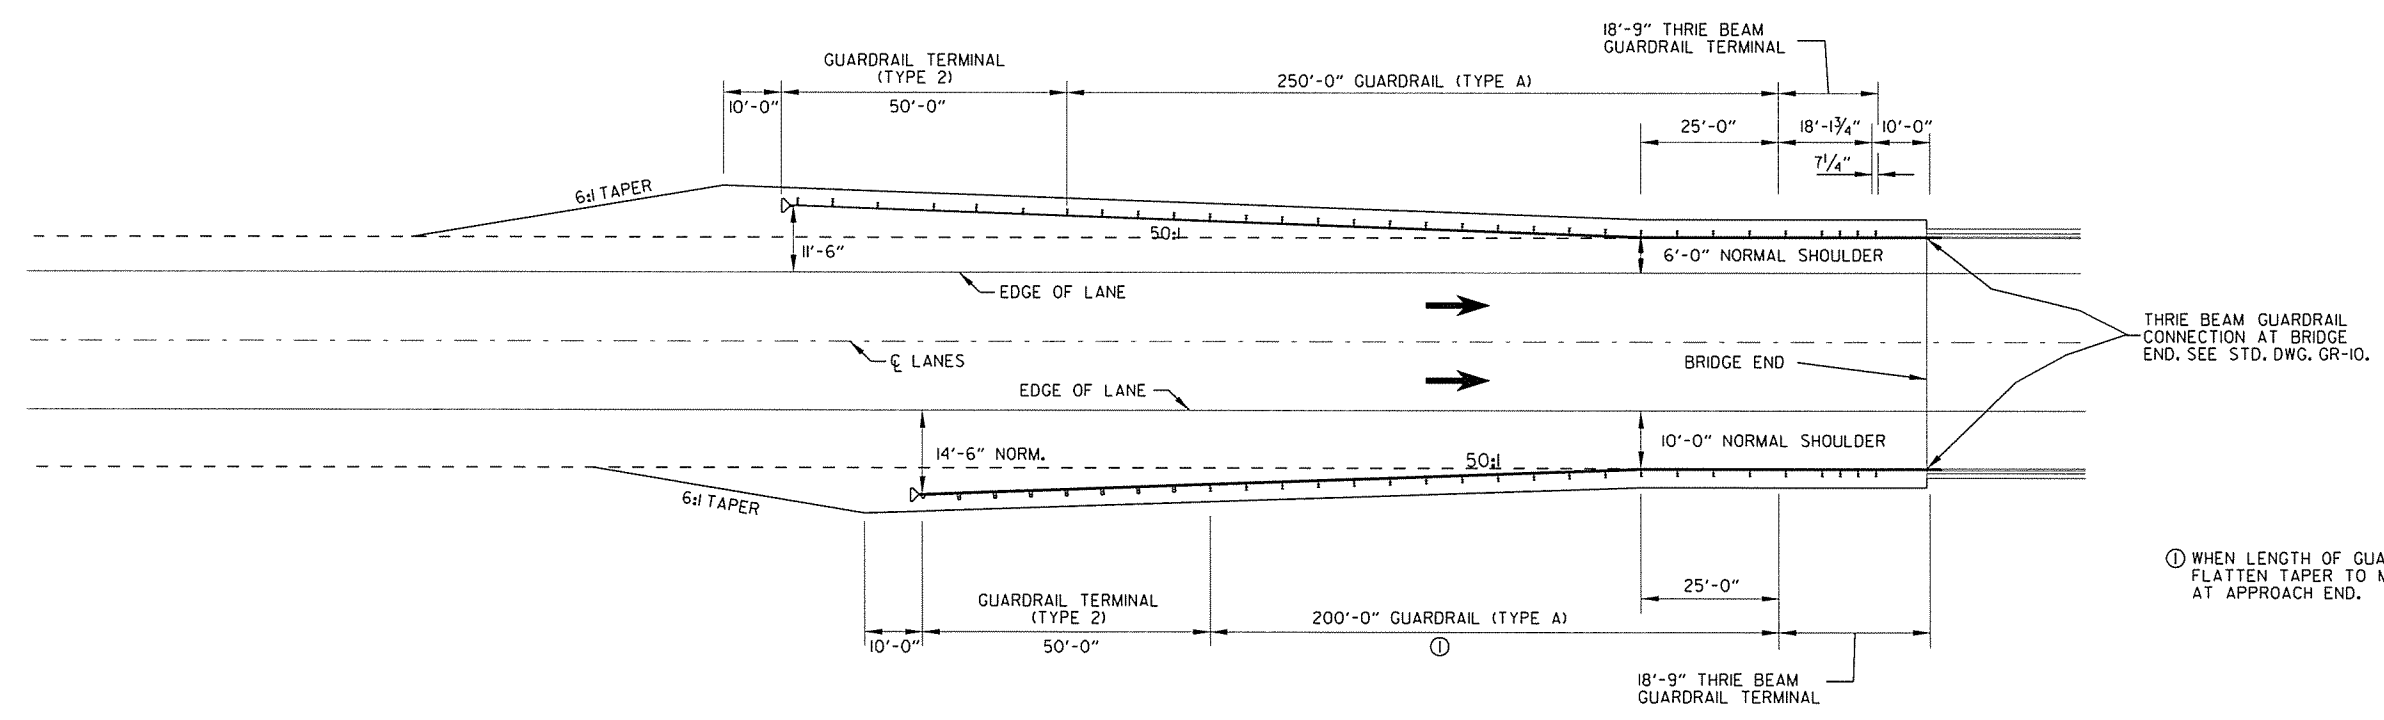 18'-9" THRIE BEAM
GUARDRAIL TERMINAL
GUARDRAIL TERMINAL
(TYPE 2)
250'-0" GUARDRAIL (TYPE A)
10'-0"
50'-0"
25'-0"
18'-1¾"
10'-0"
7¼"
6:1 TAPER
50:1
11'-6"
6'-0" NORMAL SHOULDER
EDGE OF LANE
THRIE BEAM GUARDRAIL
CONNECTION AT BRIDGE
END. SEE STD. DWG. GR-10.
℄ LANES
BRIDGE END
EDGE OF LANE
14'-6" NORM.
10'-0" NORMAL SHOULDER
50:1
6:1 TAPER
① WHEN LENGTH OF
FLATTEN TAPER TO
AT APPROACH END.
25'-0"
GUARDRAIL TERMINAL
(TYPE 2)
200'-0" GUARDRAIL (TYPE A)
10'-0"
50'-0"
①
18'-9" THRIE BEAM
GUARDRAIL TERMINAL